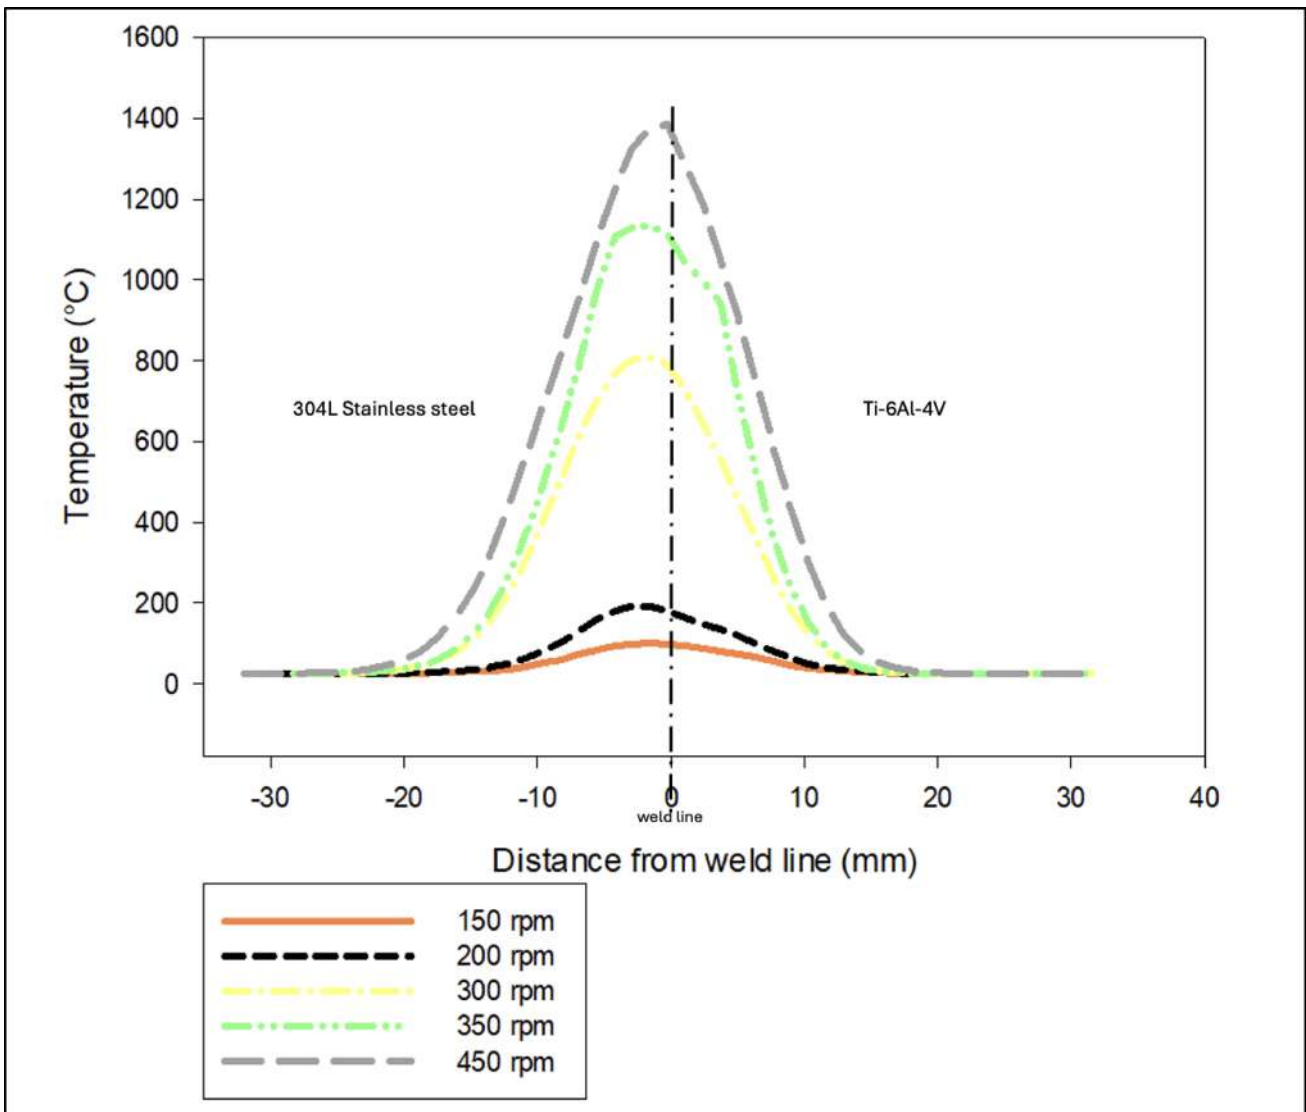 1600
1400
1200
1000
800
600
400
200
0
Temperature (°C)
304L Stainless steel
Ti-6Al-4V
-30 -20 -10 0 10 20 30 40
weld line
Distance from weld line (mm)
150 rpm
200 rpm
300 rpm
350 rpm
450 rpm